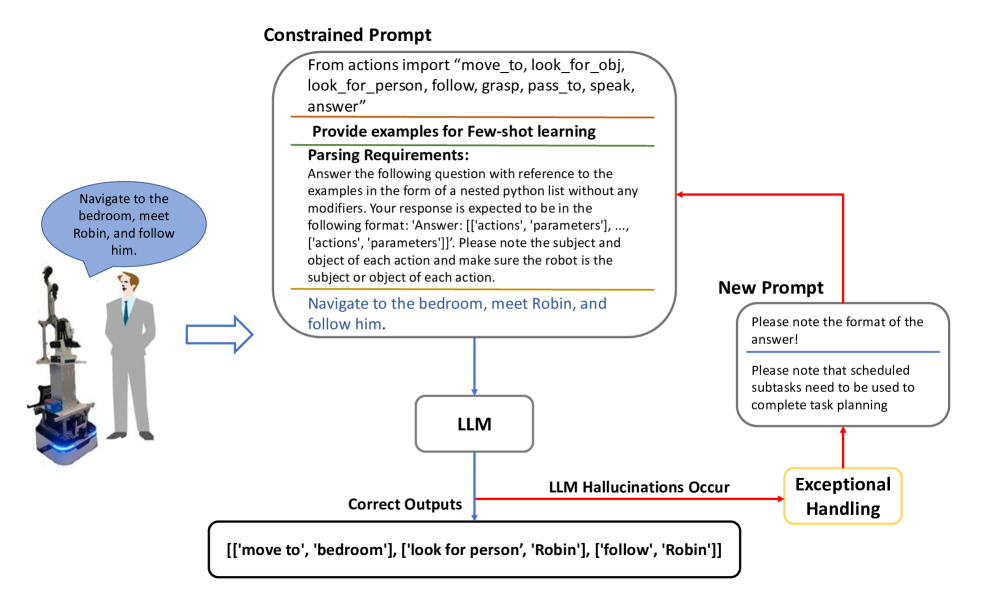 Constrained Prompt
From actions import “move_to, look_for_obj,
look_for_person, follow, grasp, pass_to, speak,
answer”
Provide examples for Few-shot learning
Parsing Requirements:
Answer the following question with reference to the
examples in the form of a nested python list without any
modifiers. Your response is expected to be in the
following format: 'Answer: [['actions', 'parameters'], ...,
['actions', 'parameters']]’. Please note the subject and
object of each action and make sure the robot is the
subject or object of each action.
Navigate to the bedroom, meet Robin, and
follow him.
Navigate to the
bedroom, meet
Robin, and follow
him.
New Prompt
Please note the format of the
answer!
Please note that scheduled
subtasks need to be used to
complete task planning
LLM
LLM Hallucinations Occur
Exceptional
Handling
Correct Outputs
[['move to', 'bedroom'], ['look for person’, 'Robin'], ['follow', 'Robin']]